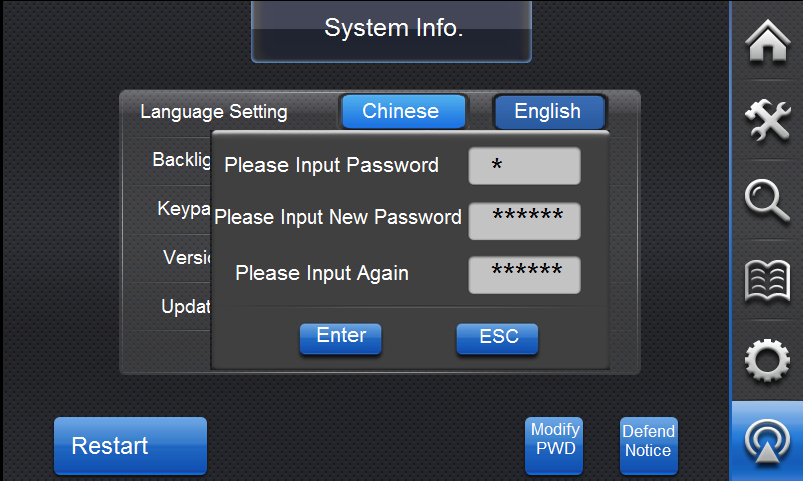 System Info.
Language Setting Chinese English
Backlig
Please Input Password *
Keypa
Please Input New Password ******
Versio
Please Input Again ******
Updat
Enter ESC
Restart
Modify
PWD
Defend
Notice